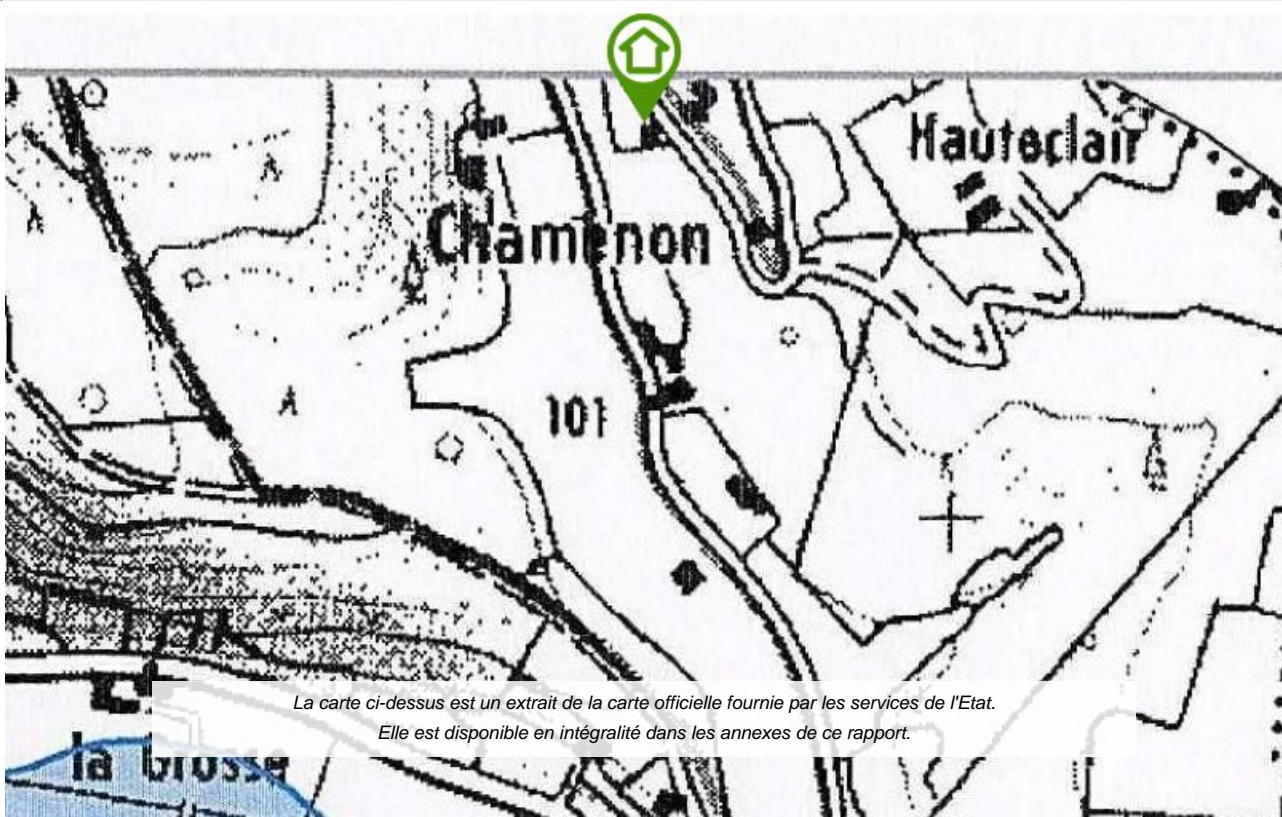 Hauteclair
Chamenon
101
La carte ci-dessus est un extrait de la carte officielle fournie par les services de l'Etat.
Elle est disponible en intégralité dans les annexes de ce rapport.
la Grosse